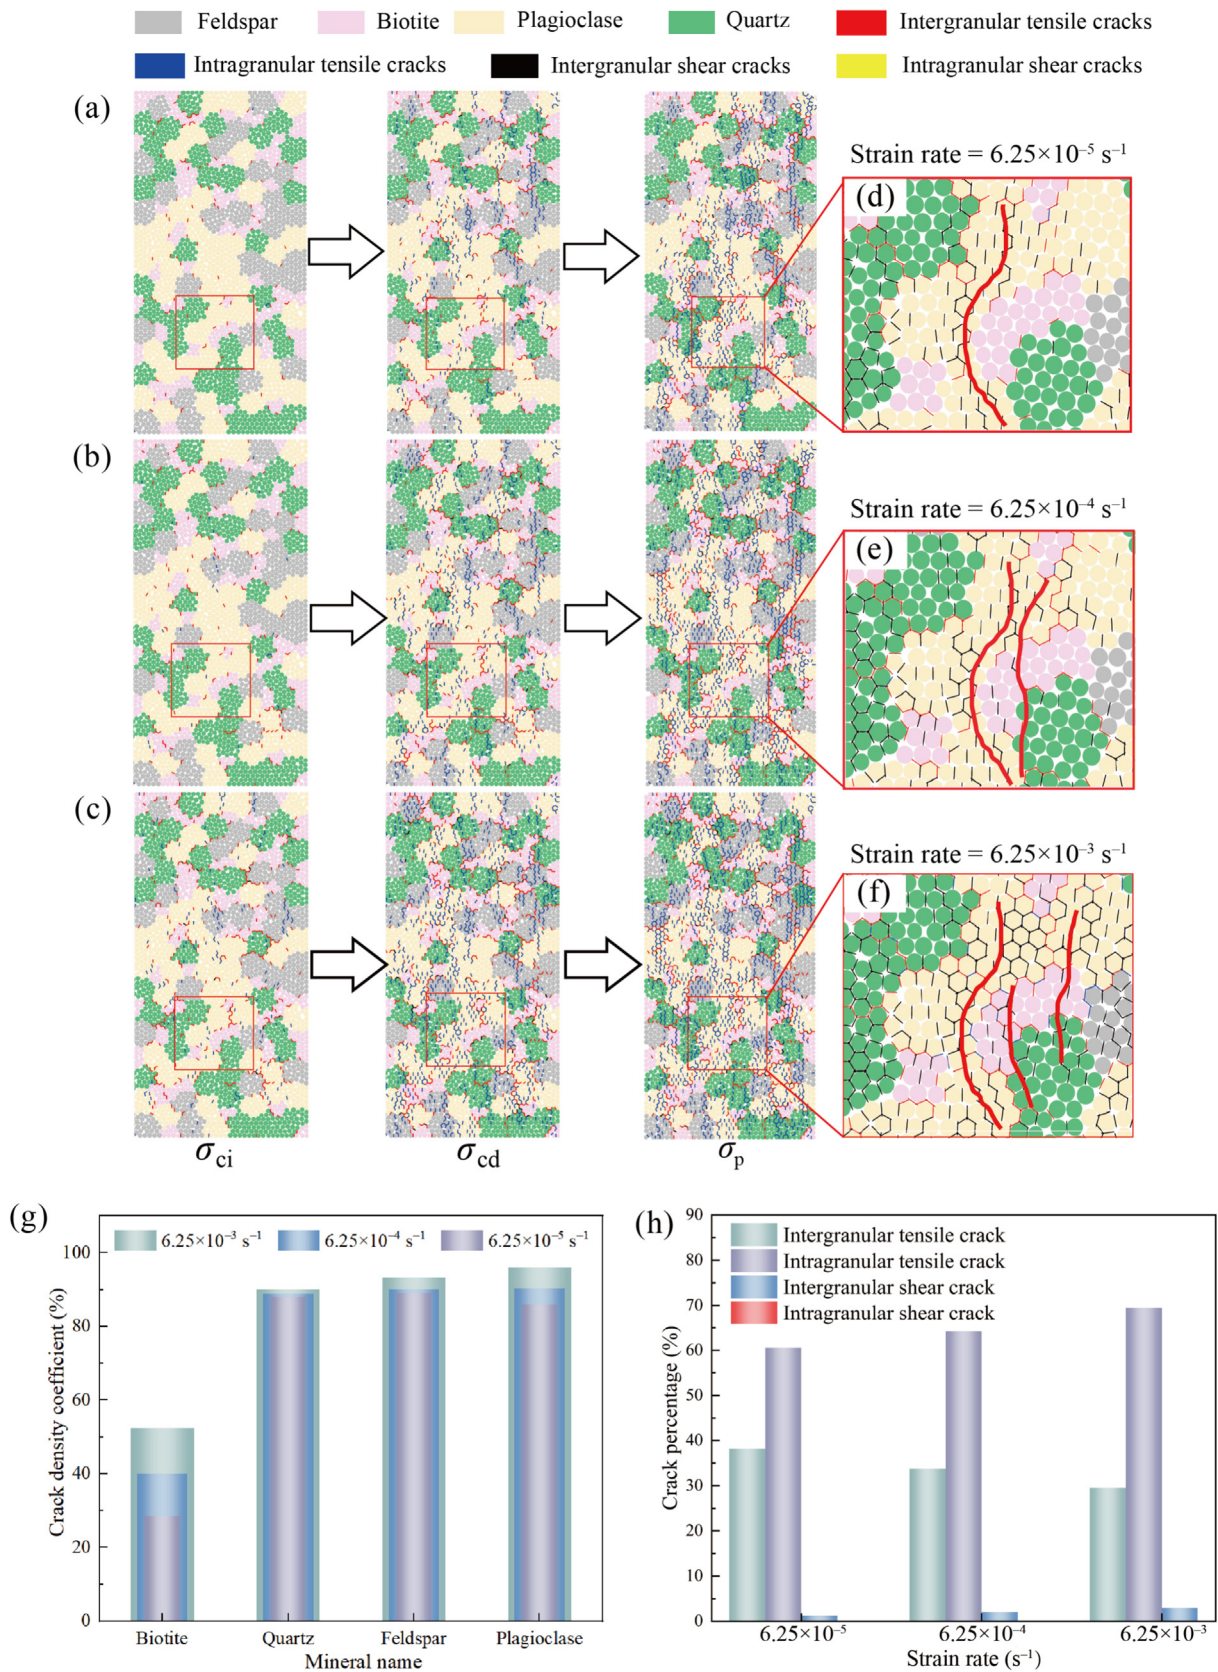 Feldspar Biotite Plagioclase Quartz Intergranular tensile cracks
Intragranular tensile cracks Intergranular shear cracks Intragranular shear cracks
(a)
Strain rate = 6.25×10⁻⁵ s⁻¹
(d)
(b)
Strain rate = 6.25×10⁻⁴ s⁻¹
(e)
(c)
Strain rate = 6.25×10⁻³ s⁻¹
(f)
σci σcd σp
(g)
6.25×10⁻³ s⁻¹ 6.25×10⁻⁴ s⁻¹ 6.25×10⁻⁵ s⁻¹
Crack density coefficient (%)
100
80
60
40
20
0
Biotite Quartz Feldspar Plagioclase
Mineral name
(h)
Intergranular tensile crack
Intragranular tensile crack
Intergranular shear crack
Intragranular shear crack
Crack percentage (%)
90
80
70
60
50
40
30
20
10
0
6.25×10⁻⁵ 6.25×10⁻⁴ 6.25×10⁻³
Strain rate (s⁻¹)